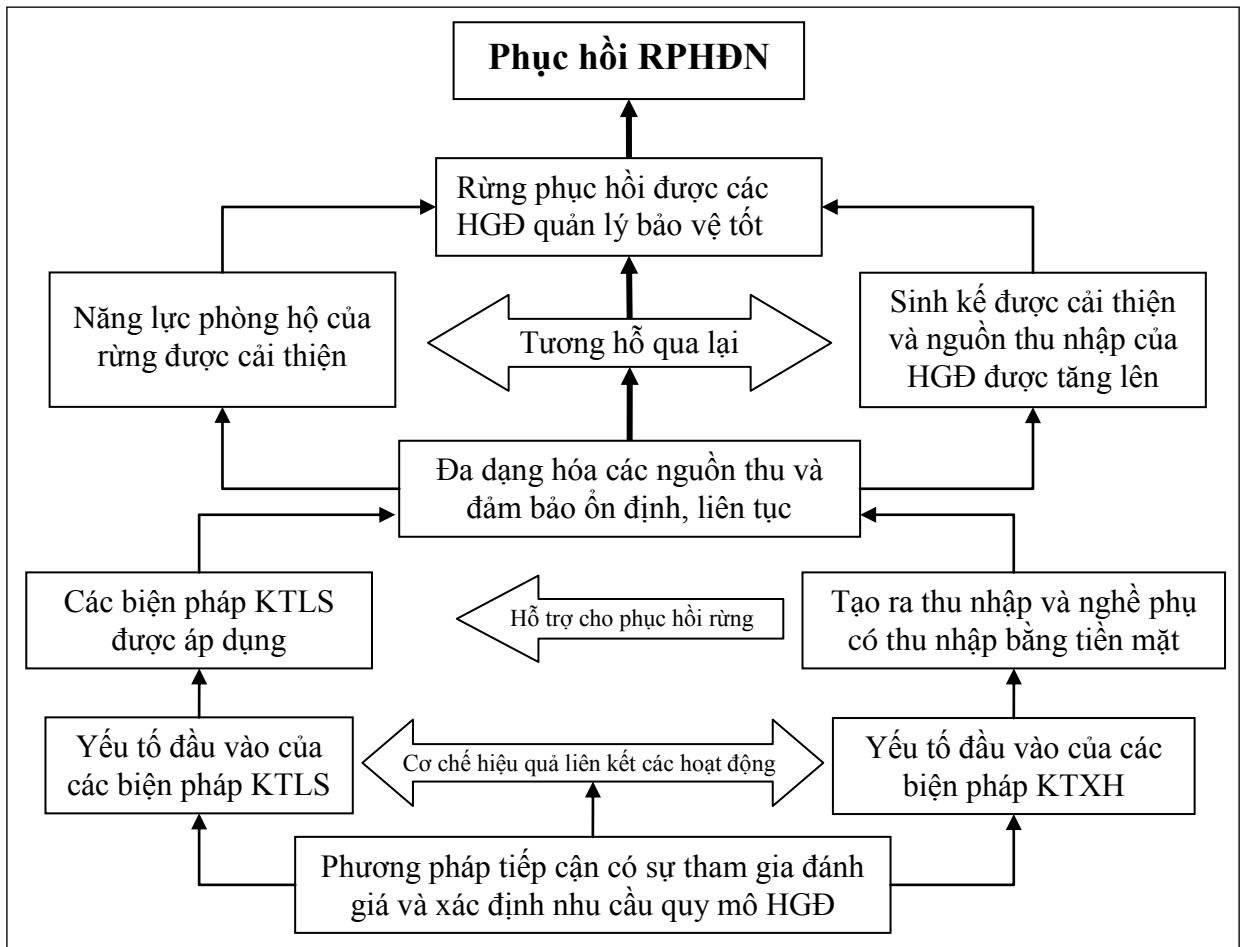 Phục hồi RPHĐN
Rừng phục hồi được các
HGĐ quản lý bảo vệ tốt
Năng lực phòng hộ của
rừng được cải thiện
Tương hỗ qua lại
Sinh kế được cải thiện
và nguồn thu nhập của
HGĐ được tăng lên
Đa dạng hóa các nguồn thu và
đảm bảo ổn định, liên tục
Các biện pháp KTLS
được áp dụng
Hỗ trợ cho phục hồi rừng
Tạo ra thu nhập và nghề phụ
có thu nhập bằng tiền mặt
Yếu tố đầu vào của
các biện pháp KTLS
Cơ chế hiệu quả liên kết các hoạt động
Yếu tố đầu vào của các
biện pháp KTXH
Phương pháp tiếp cận có sự tham gia đánh
giá và xác định nhu cầu quy mô HGĐ